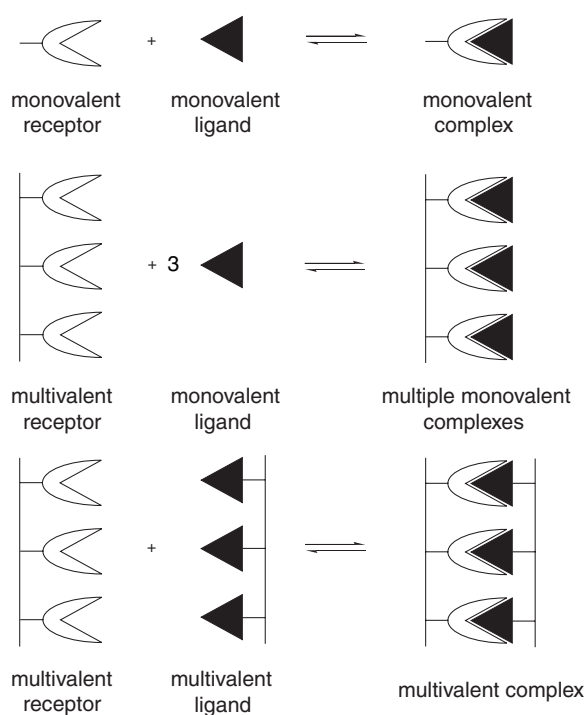 +
monovalent receptor
monovalent ligand
monovalent complex
+ 3
multivalent receptor
monovalent ligand
multiple monovalent complexes
+
multivalent receptor
multivalent ligand
multivalent complex